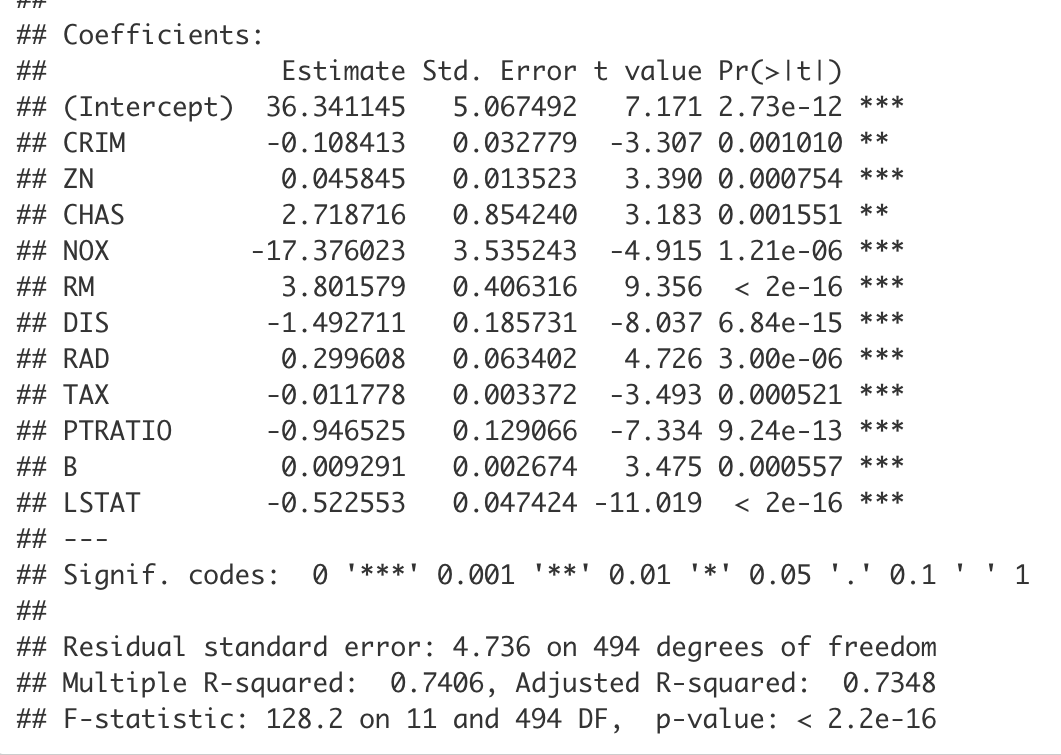 ##
## Coefficients:
##               Estimate Std. Error t value Pr(>|t|)
## (Intercept)  36.341145   5.067492   7.171 2.73e-12 ***
## CRIM         -0.108413   0.032779  -3.307 0.001010 **
## ZN            0.045845   0.013523   3.390 0.000754 ***
## CHAS          2.718716   0.854240   3.183 0.001551 **
## NOX         -17.376023   3.535243  -4.915 1.21e-06 ***
## RM            3.801579   0.406316   9.356  < 2e-16 ***
## DIS          -1.492711   0.185731  -8.037 6.84e-15 ***
## RAD           0.299608   0.063402   4.726 3.00e-06 ***
## TAX          -0.011778   0.003372  -3.493 0.000521 ***
## PTRATIO      -0.946525   0.129066  -7.334 9.24e-13 ***
## B             0.009291   0.002674   3.475 0.000557 ***
## LSTAT        -0.522553   0.047424 -11.019  < 2e-16 ***
## ---
## Signif. codes:  0 '***' 0.001 '**' 0.01 '*' 0.05 '.' 0.1 ' ' 1
##
## Residual standard error: 4.736 on 494 degrees of freedom
## Multiple R-squared:  0.7406, Adjusted R-squared:  0.7348
## F-statistic: 128.2 on 11 and 494 DF,  p-value: < 2.2e-16